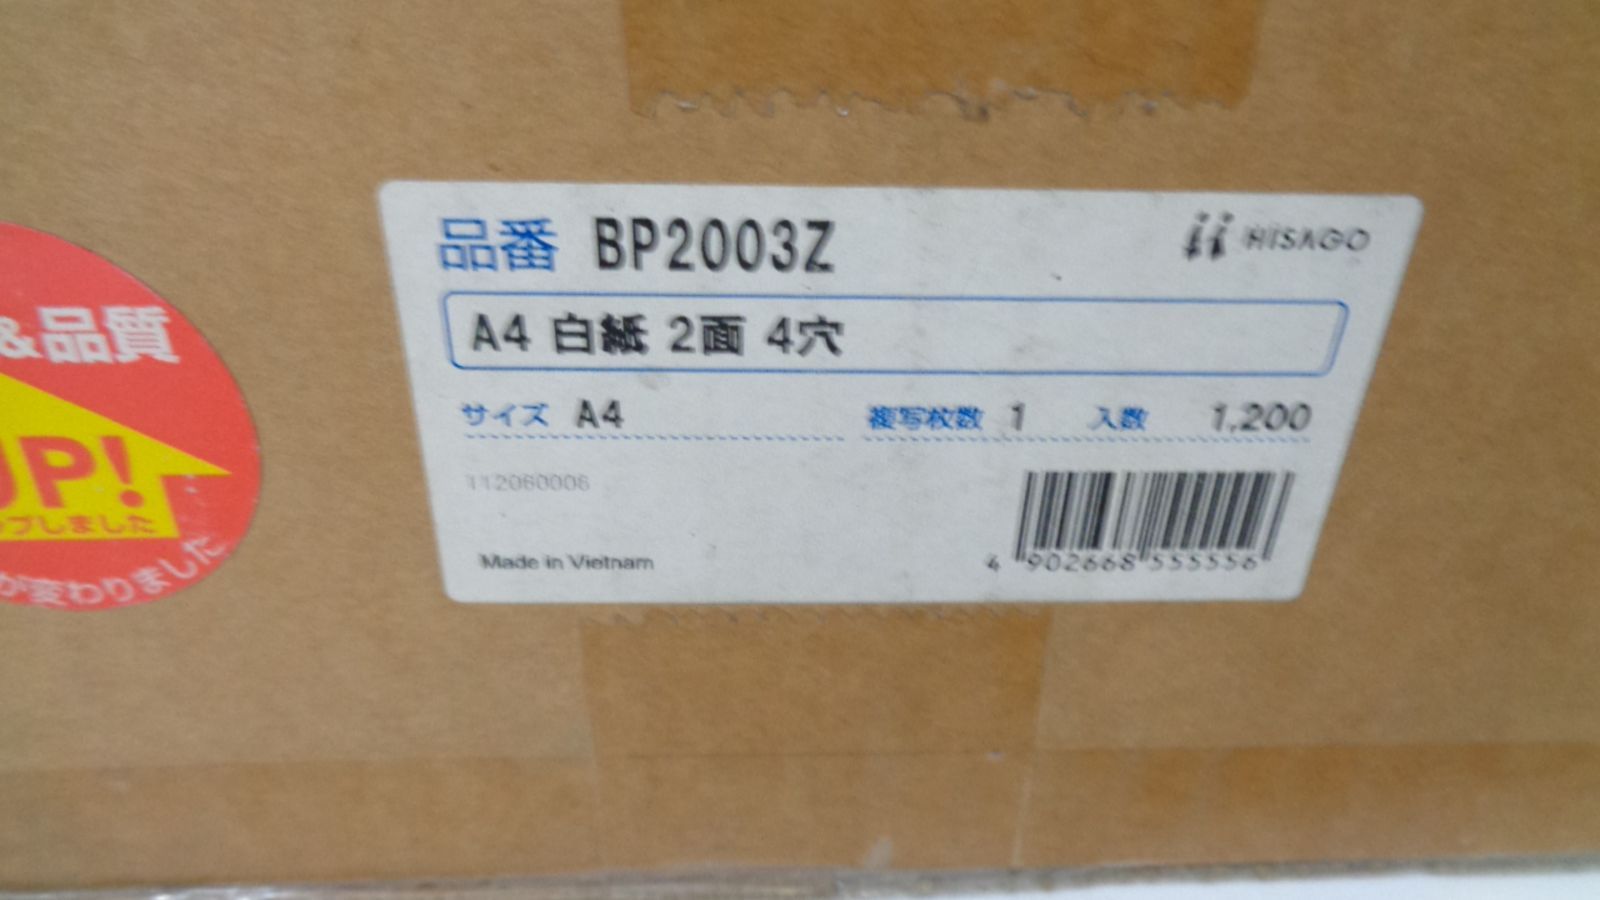 品番 BP2003Z
HISAGO
A4 白紙 2面 4穴
サイズ A4
複写枚数 1 入数 1,200
112060006
Made in Vietnam
4 902668 555556
&品質
UP!
プしました
が変わりました